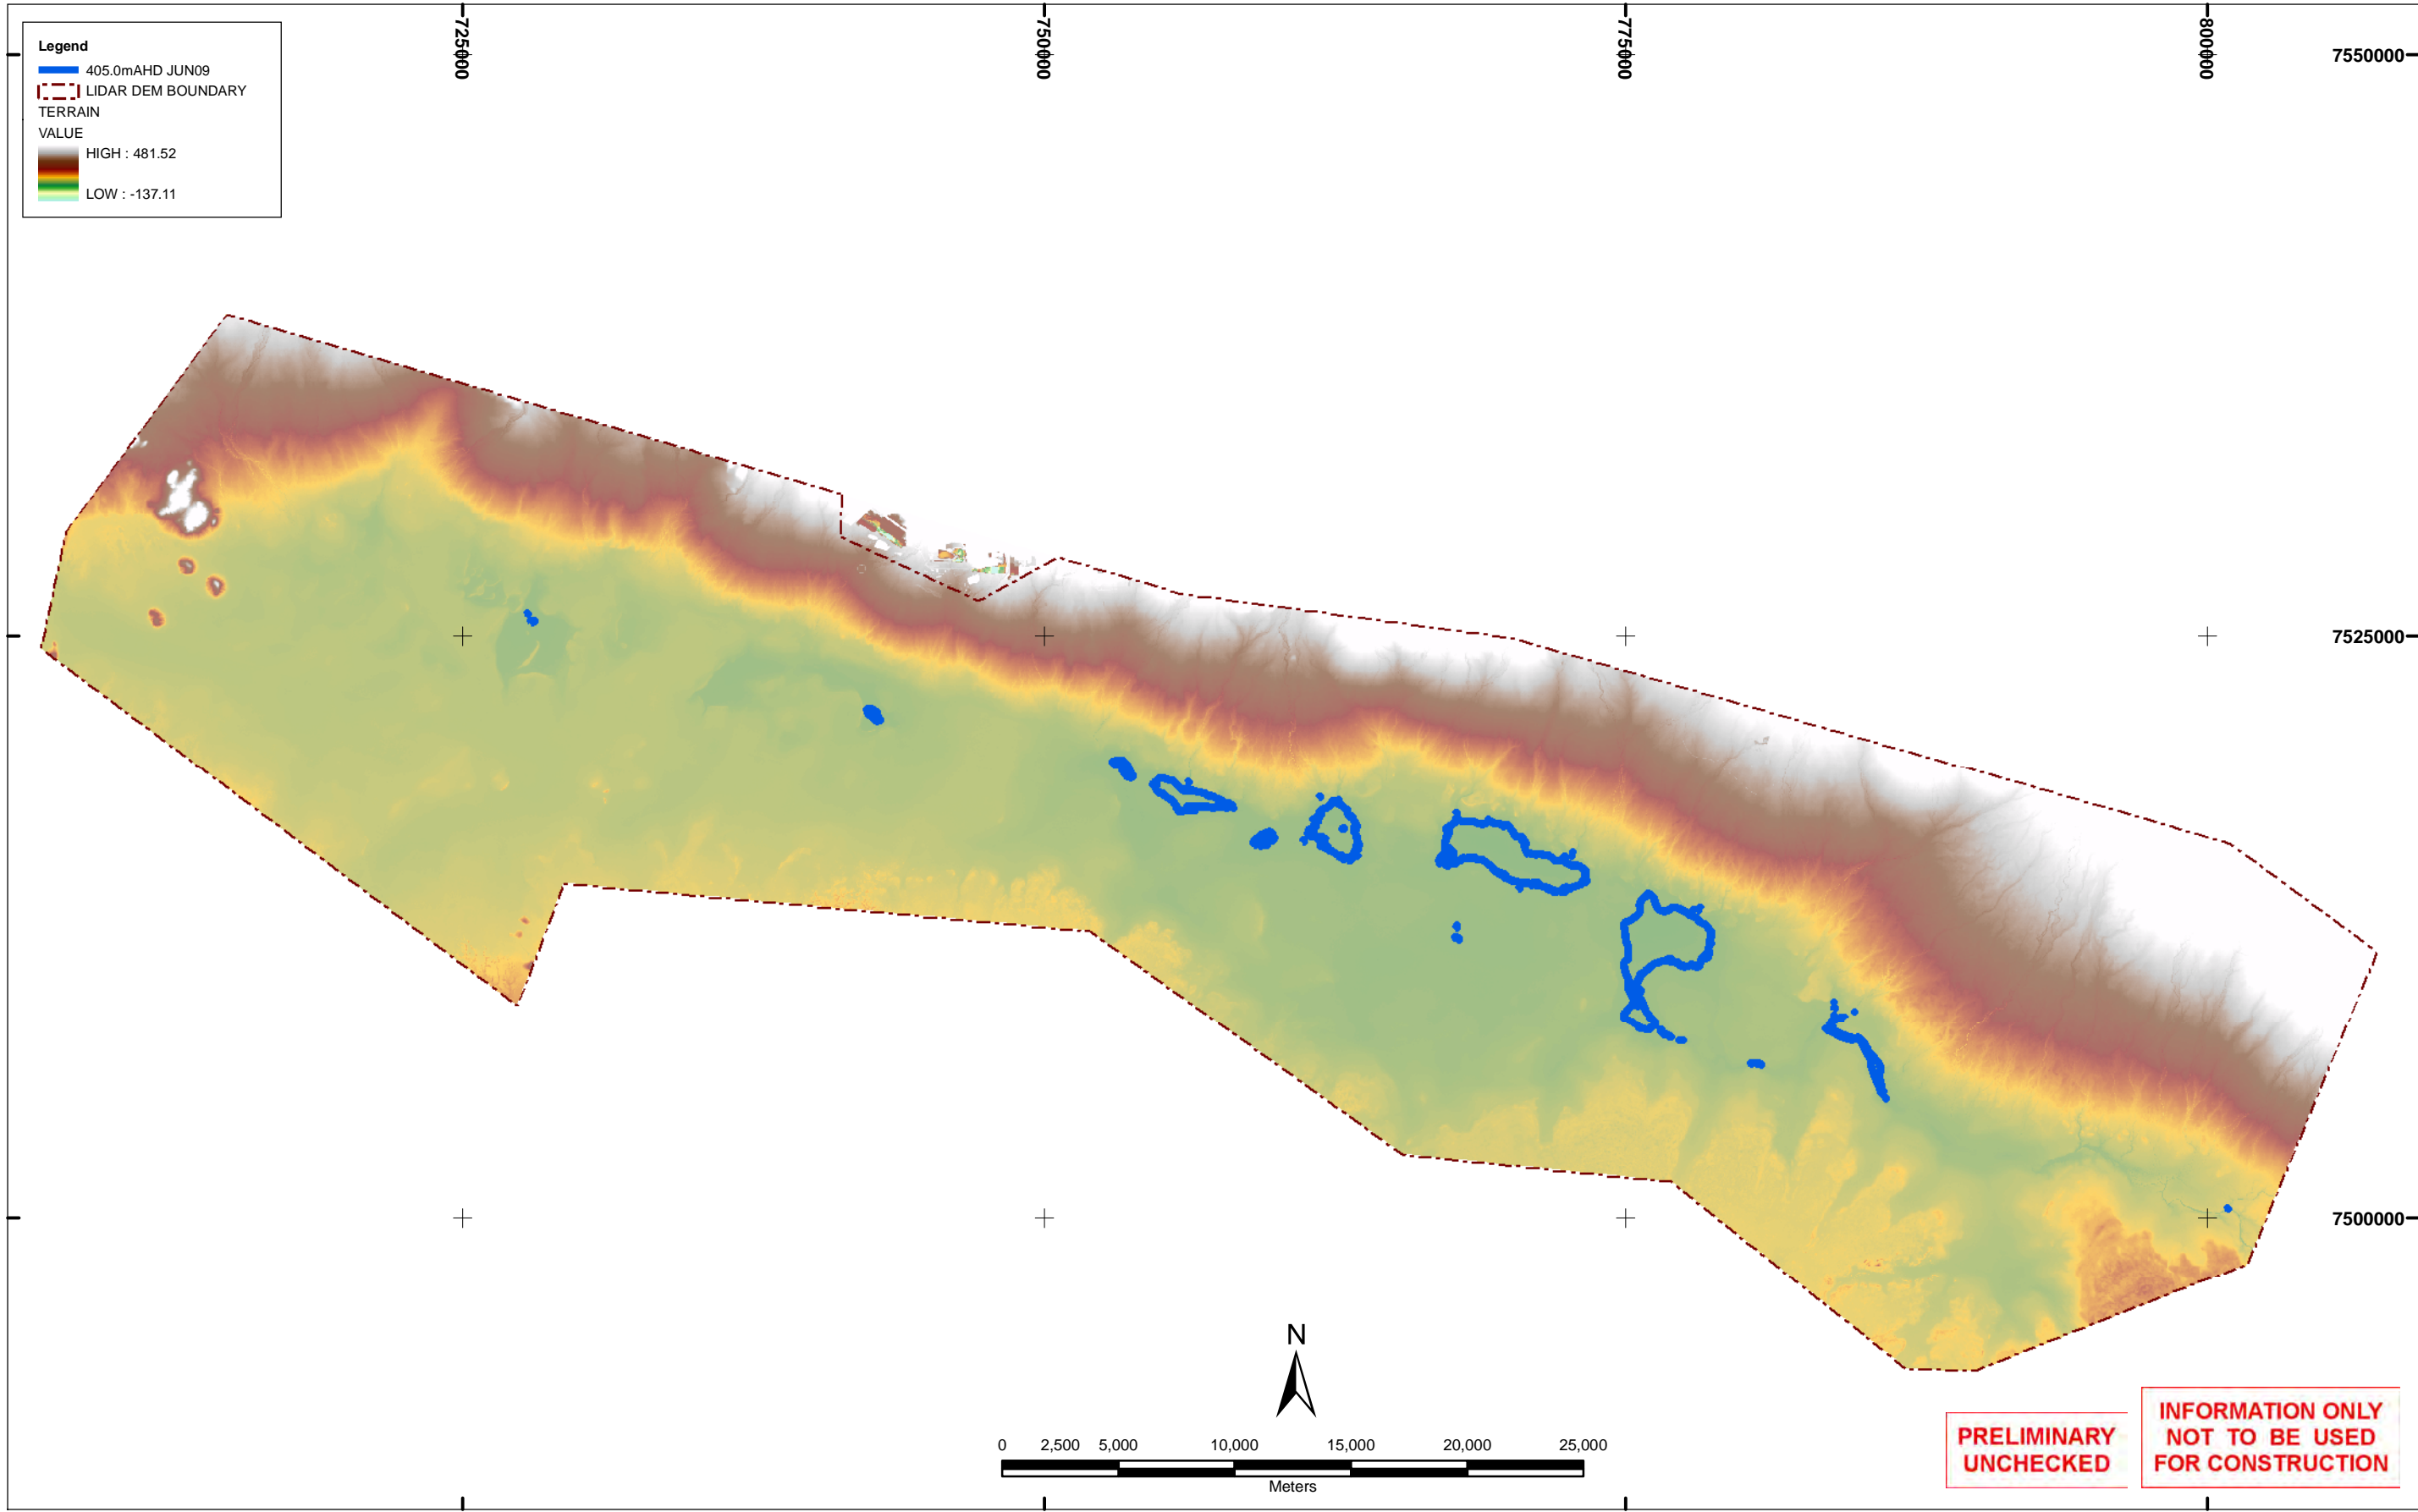 Legend
405.0mAHD JUN09
LIDAR DEM BOUNDARY
TERRAIN
VALUE
HIGH : 481.52
LOW : -137.11
725000
750000
775000
800000
7550000
7525000
7500000
N
0 2,500 5,000 10,000 15,000 20,000 25,000
Meters
PRELIMINARY
UNCHECKED
INFORMATION ONLY
NOT TO BE USED
FOR CONSTRUCTION